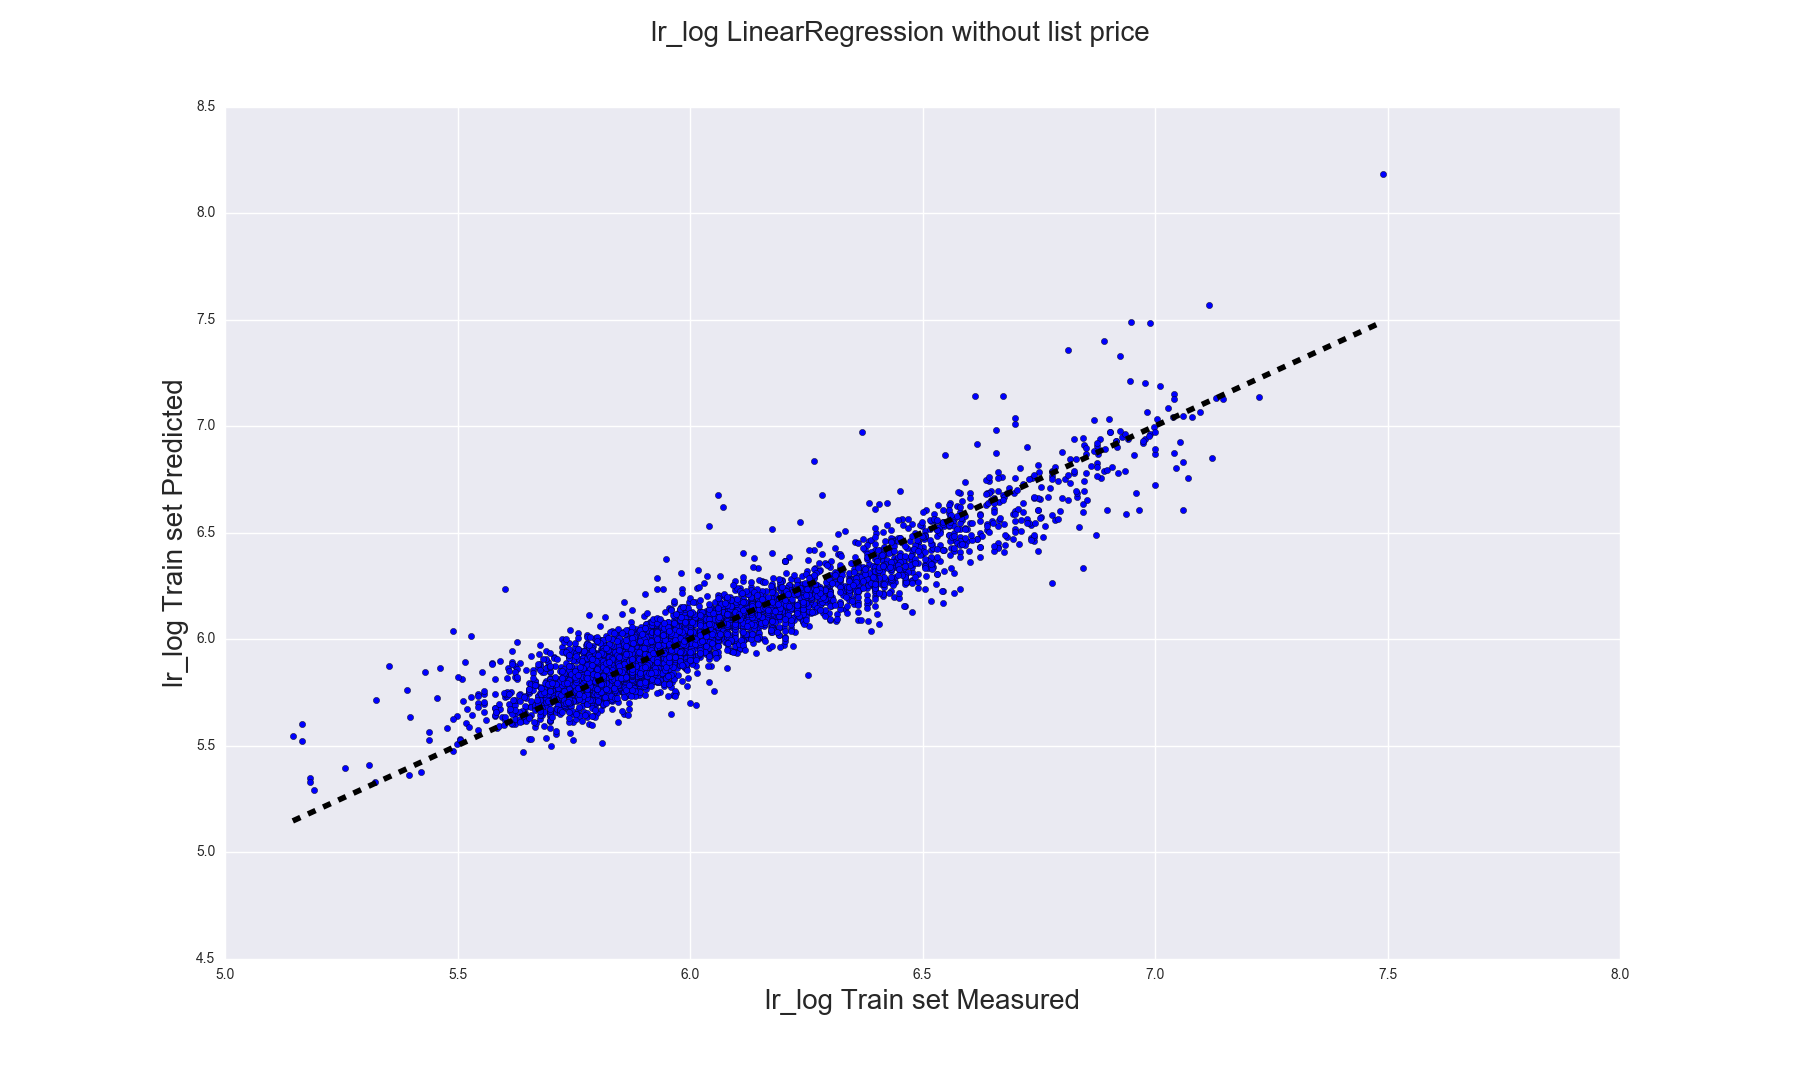 lr_log LinearRegression without list price
8.5
8.0
7.5
7.0
6.5
6.0
5.5
5.0
4.5
lr_log Train set Predicted
5.0 5.5 6.0 6.5 7.0 7.5 8.0
lr_log Train set Measured